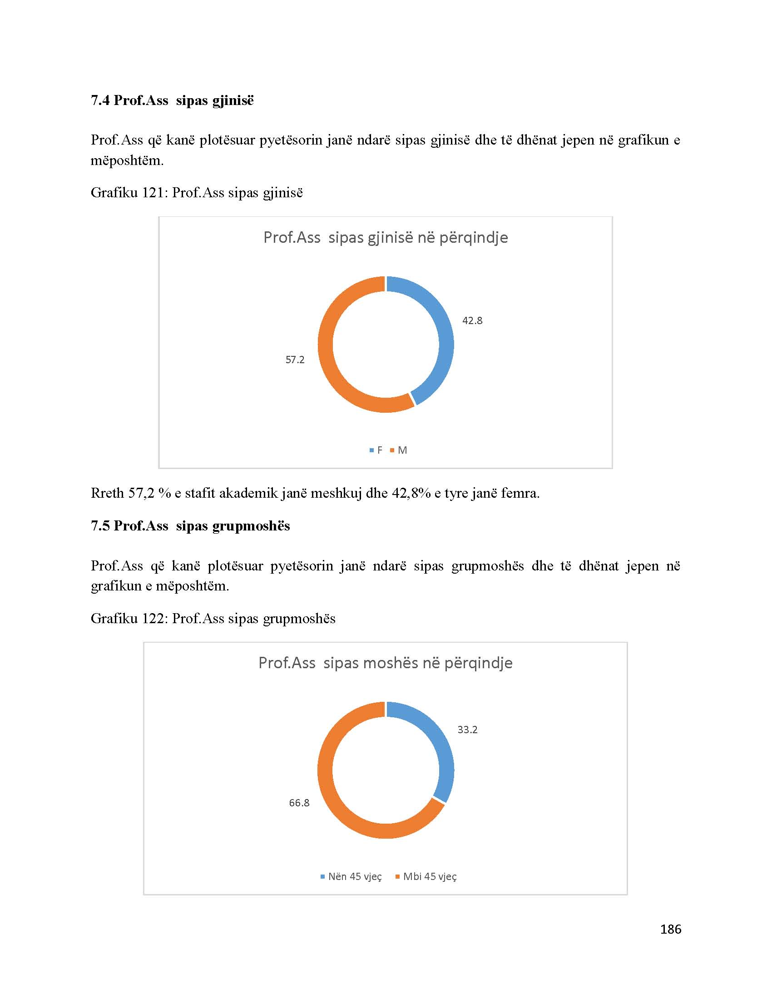 7.4 Prof.Ass  sipas gjinisë
Prof.Ass që kanë plotësuar pyetësorin janë ndarë sipas gjinisë dhe të dhënat jepen në grafikun e
mëposhtëm.
Grafiku 121: Prof.Ass sipas gjinisë
Prof.Ass  sipas gjinisë në përqindje
42.8
57.2
F M
Rreth 57,2 % e stafit akademik janë meshkuj dhe 42,8% e tyre janë femra.
7.5 Prof.Ass  sipas grupmoshës
Prof.Ass që kanë plotësuar pyetësorin janë ndarë sipas grupmoshës dhe të dhënat jepen në
grafikun e mëposhtëm.
Grafiku 122: Prof.Ass sipas grupmoshës
Prof.Ass  sipas moshës në përqindje
33.2
66.8
Nën 45 vjeç Mbi 45 vjeç
186